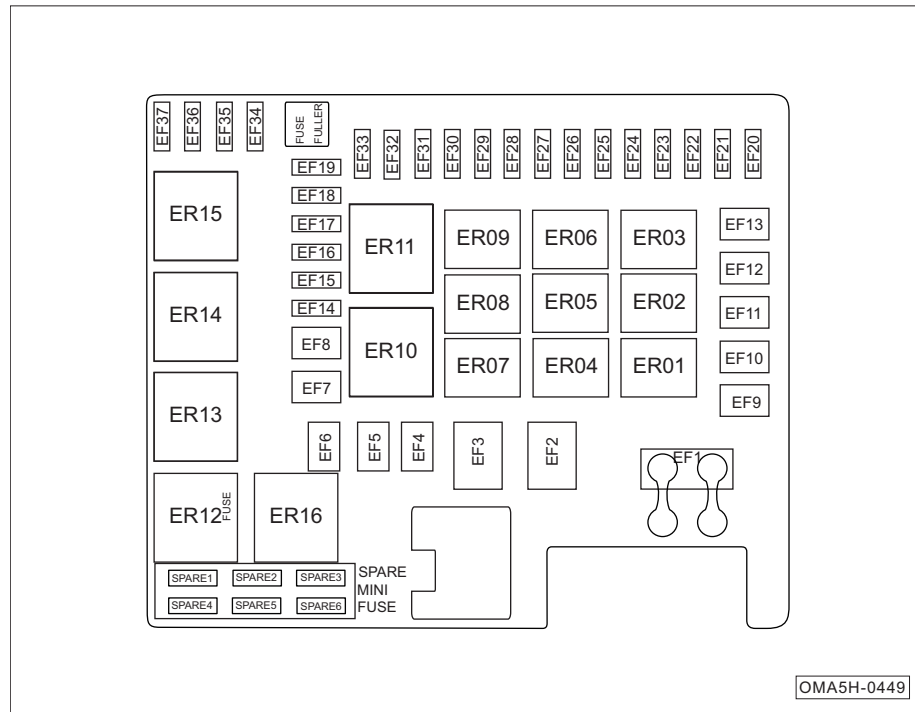 EF37 EF36 EF35 EF34
FUSE
FULLER
EF33 EF32 EF31 EF30 EF29 EF28 EF27 EF26 EF25 EF24 EF23 EF22 EF21 EF20
EF19
EF18
EF17
EF16
EF15
EF14
EF8
EF7
ER15
ER14
ER13
ER12 FUSE
ER16
ER11
ER10
ER09 ER06 ER03
ER08 ER05 ER02
ER07 ER04 ER01
EF13
EF12
EF11
EF10
EF9
EF6 EF5 EF4 EF3 EF2 EF1
SPARE1 SPARE2 SPARE3
SPARE4 SPARE5 SPARE6
SPARE
MINI
FUSE
OMA5H-0449